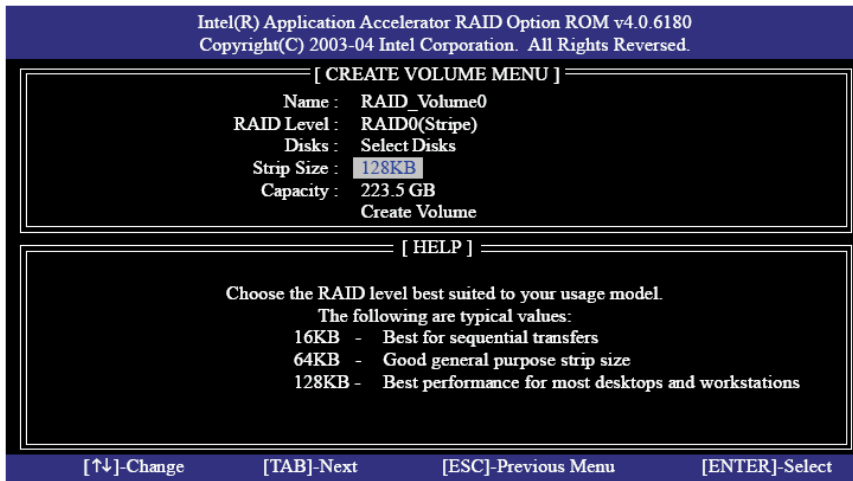 Intel(R) Application Accelerator RAID Option ROM v4.0.6180
Copyright(C) 2003-04 Intel Corporation. All Rights Reversed.
[ CREATE VOLUME MENU ]
Name : RAID_Volume0
RAID Level : RAID0(Stripe)
Disks : Select Disks
Strip Size : 128KB
Capacity : 223.5 GB
Create Volume
[ HELP ]
Choose the RAID level best suited to your usage model.
The following are typical values:
16KB - Best for sequential transfers
64KB - Good general purpose strip size
128KB - Best performance for most desktops and workstations
[↑↓]-Change [TAB]-Next [ESC]-Previous Menu [ENTER]-Select